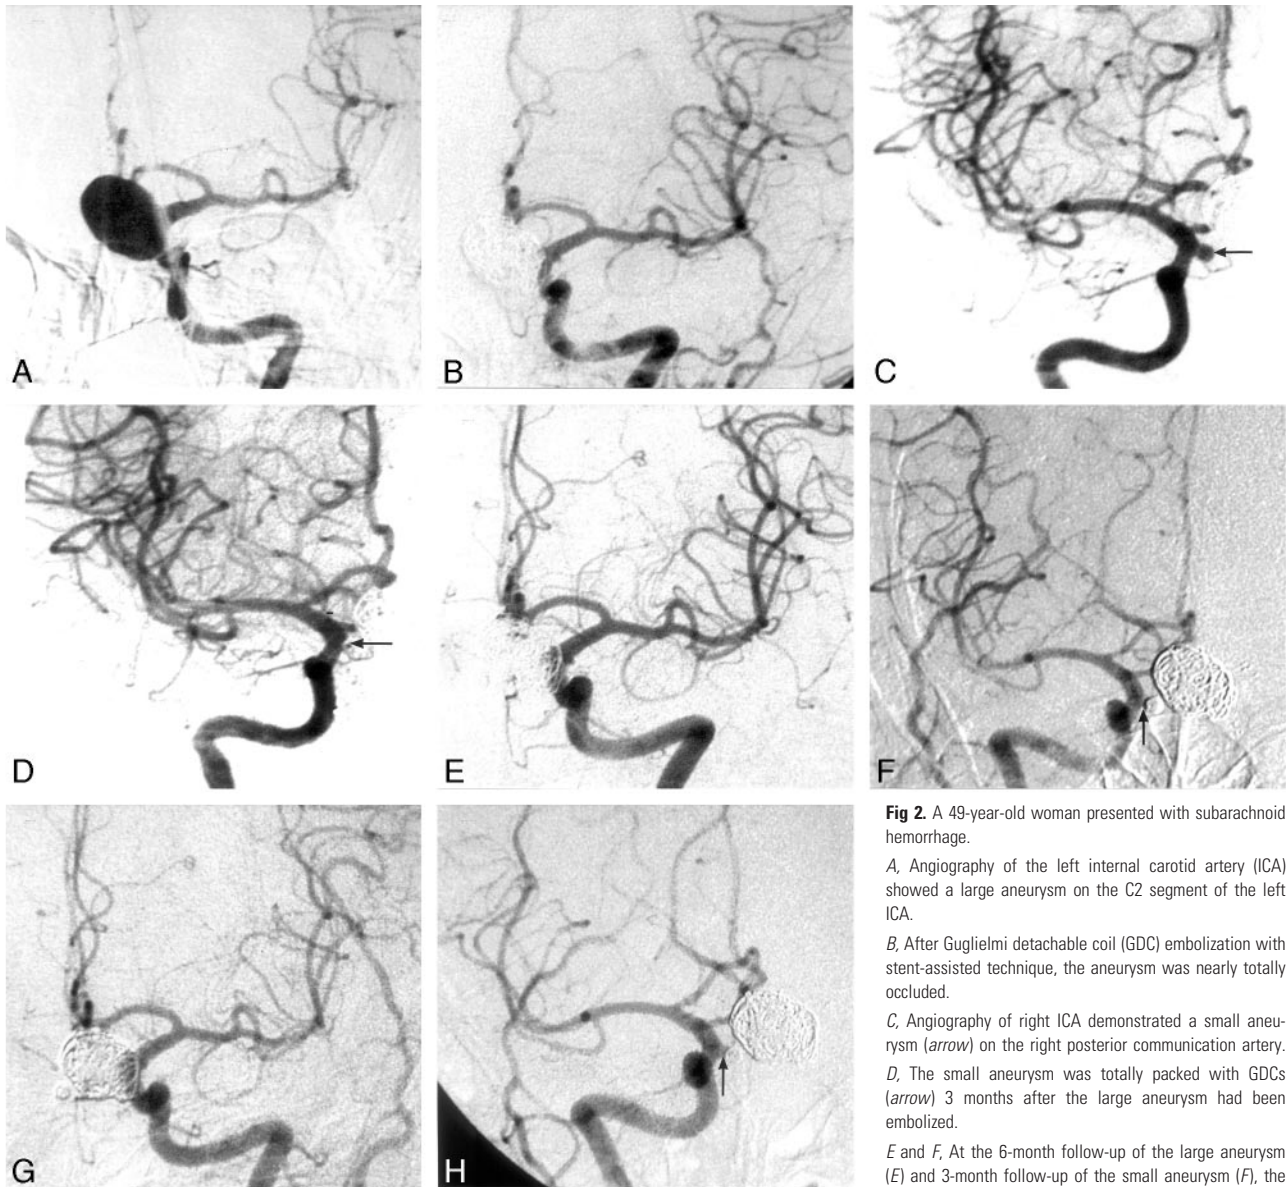 A
B
C
D
E
F
G
H
Fig 2. A 49-year-old woman presented with subarachnoid
hemorrhage.
A, Angiography of the left internal carotid artery (ICA)
showed a large aneurysm on the C2 segment of the left
ICA.
B, After Guglielmi detachable coil (GDC) embolization with
stent-assisted technique, the aneurysm was nearly totally
occluded.
C, Angiography of right ICA demonstrated a small aneu-
rysm (arrow) on the right posterior communication artery.
D, The small aneurysm was totally packed with GDCs
(arrow) 3 months after the large aneurysm had been
embolized.
E and F, At the 6-month follow-up of the large aneurysm
(E) and 3-month follow-up of the small aneurysm (F), the